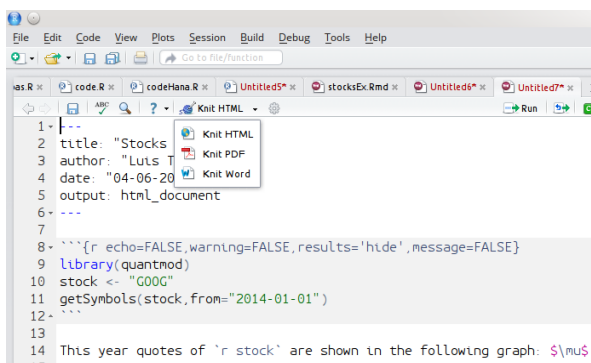 File Edit Code View Plots Session Build Debug Tools Help
Go to file/function
as.R code.R codeHana.R Untitled5* stocksEx.Rmd Untitled6* Untitled7*
ABC ? Knit HTML Run
Knit HTML
Knit PDF
Knit Word
1 ---
2 title: "Stocks
3 author: "Luis T
4 date: "04-06-20
5 output: html_document
6 ---
7
8 ```{r echo=FALSE,warning=FALSE,results='hide',message=FALSE}
9 library(quantmod)
10 stock <- "GOOG"
11 getSymbols(stock,from="2014-01-01")
12 ```
13
14 This year quotes of `r stock` are shown in the following graph: $\mu$